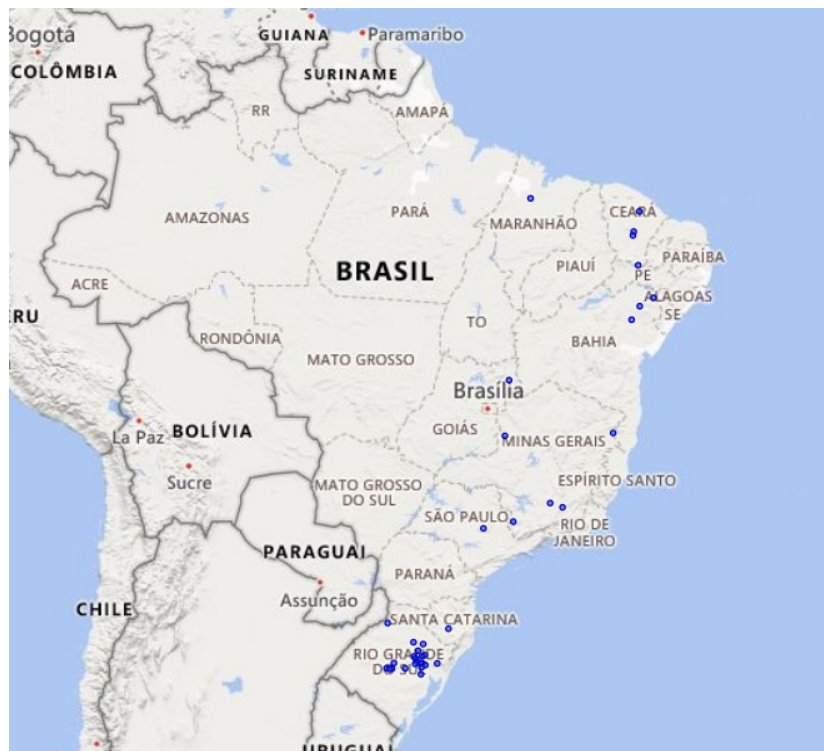 Bogotá
COLÔMBIA
GUIANA
Paramaribo
SURINAME
RR
AMAPÁ
AMAZONAS
PARÁ
MARANHÃO
CEARÁ
BRASIL
PIAUÍ
PARAÍBA
PE
ACRE
ALAGOAS
SE
RONDÔNIA
TO
MATO GROSSO
BAHIA
Brasília
La Paz
BOLÍVIA
GOIÁS
MINAS GERAIS
Sucre
MATO GROSSO
DO SUL
ESPÍRITO SANTO
SÃO PAULO
RIO DE
JANEIRO
PARAGUAI
PARANÁ
Assunção
CHILE
SANTA CATARINA
RIO GRANDE
DO SUL